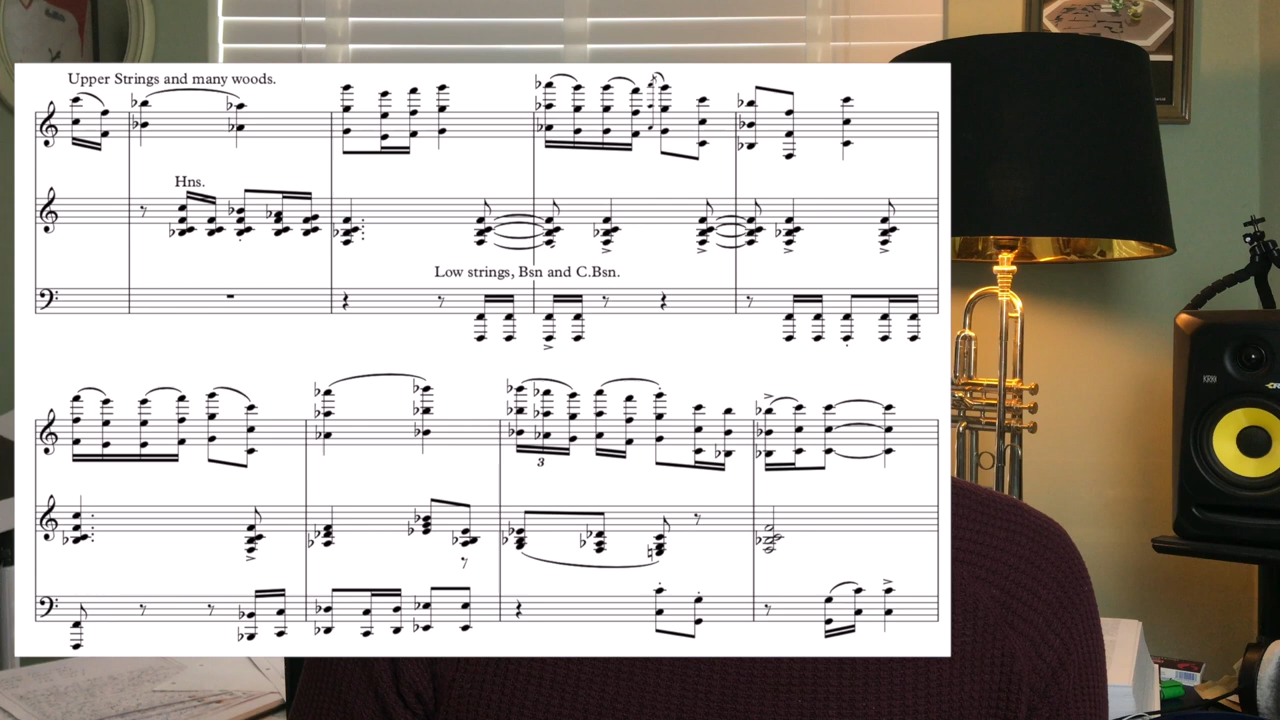 Upper Strings and many woods.
Hns.
Low strings, Bsn and C.Bsn.
3
KRK